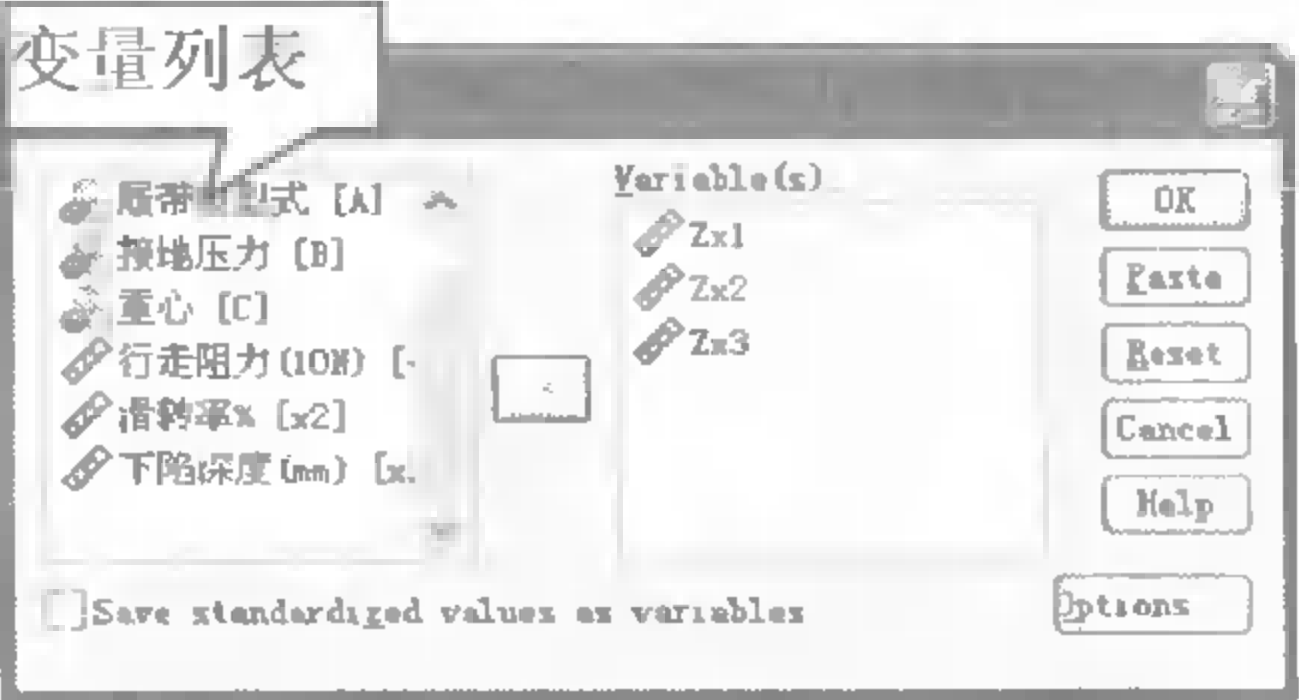 变量列表
履带 型式 [A]
接地压力 [B]
重心 [C]
行走阻力(10N) [
滑转率% [x2]
下陷深度(mm) [x.
Variable(s)
Zx1
Zx2
Zx3
OK
Paste
Reset
Cancel
Help
Options
Save standardized values as variables